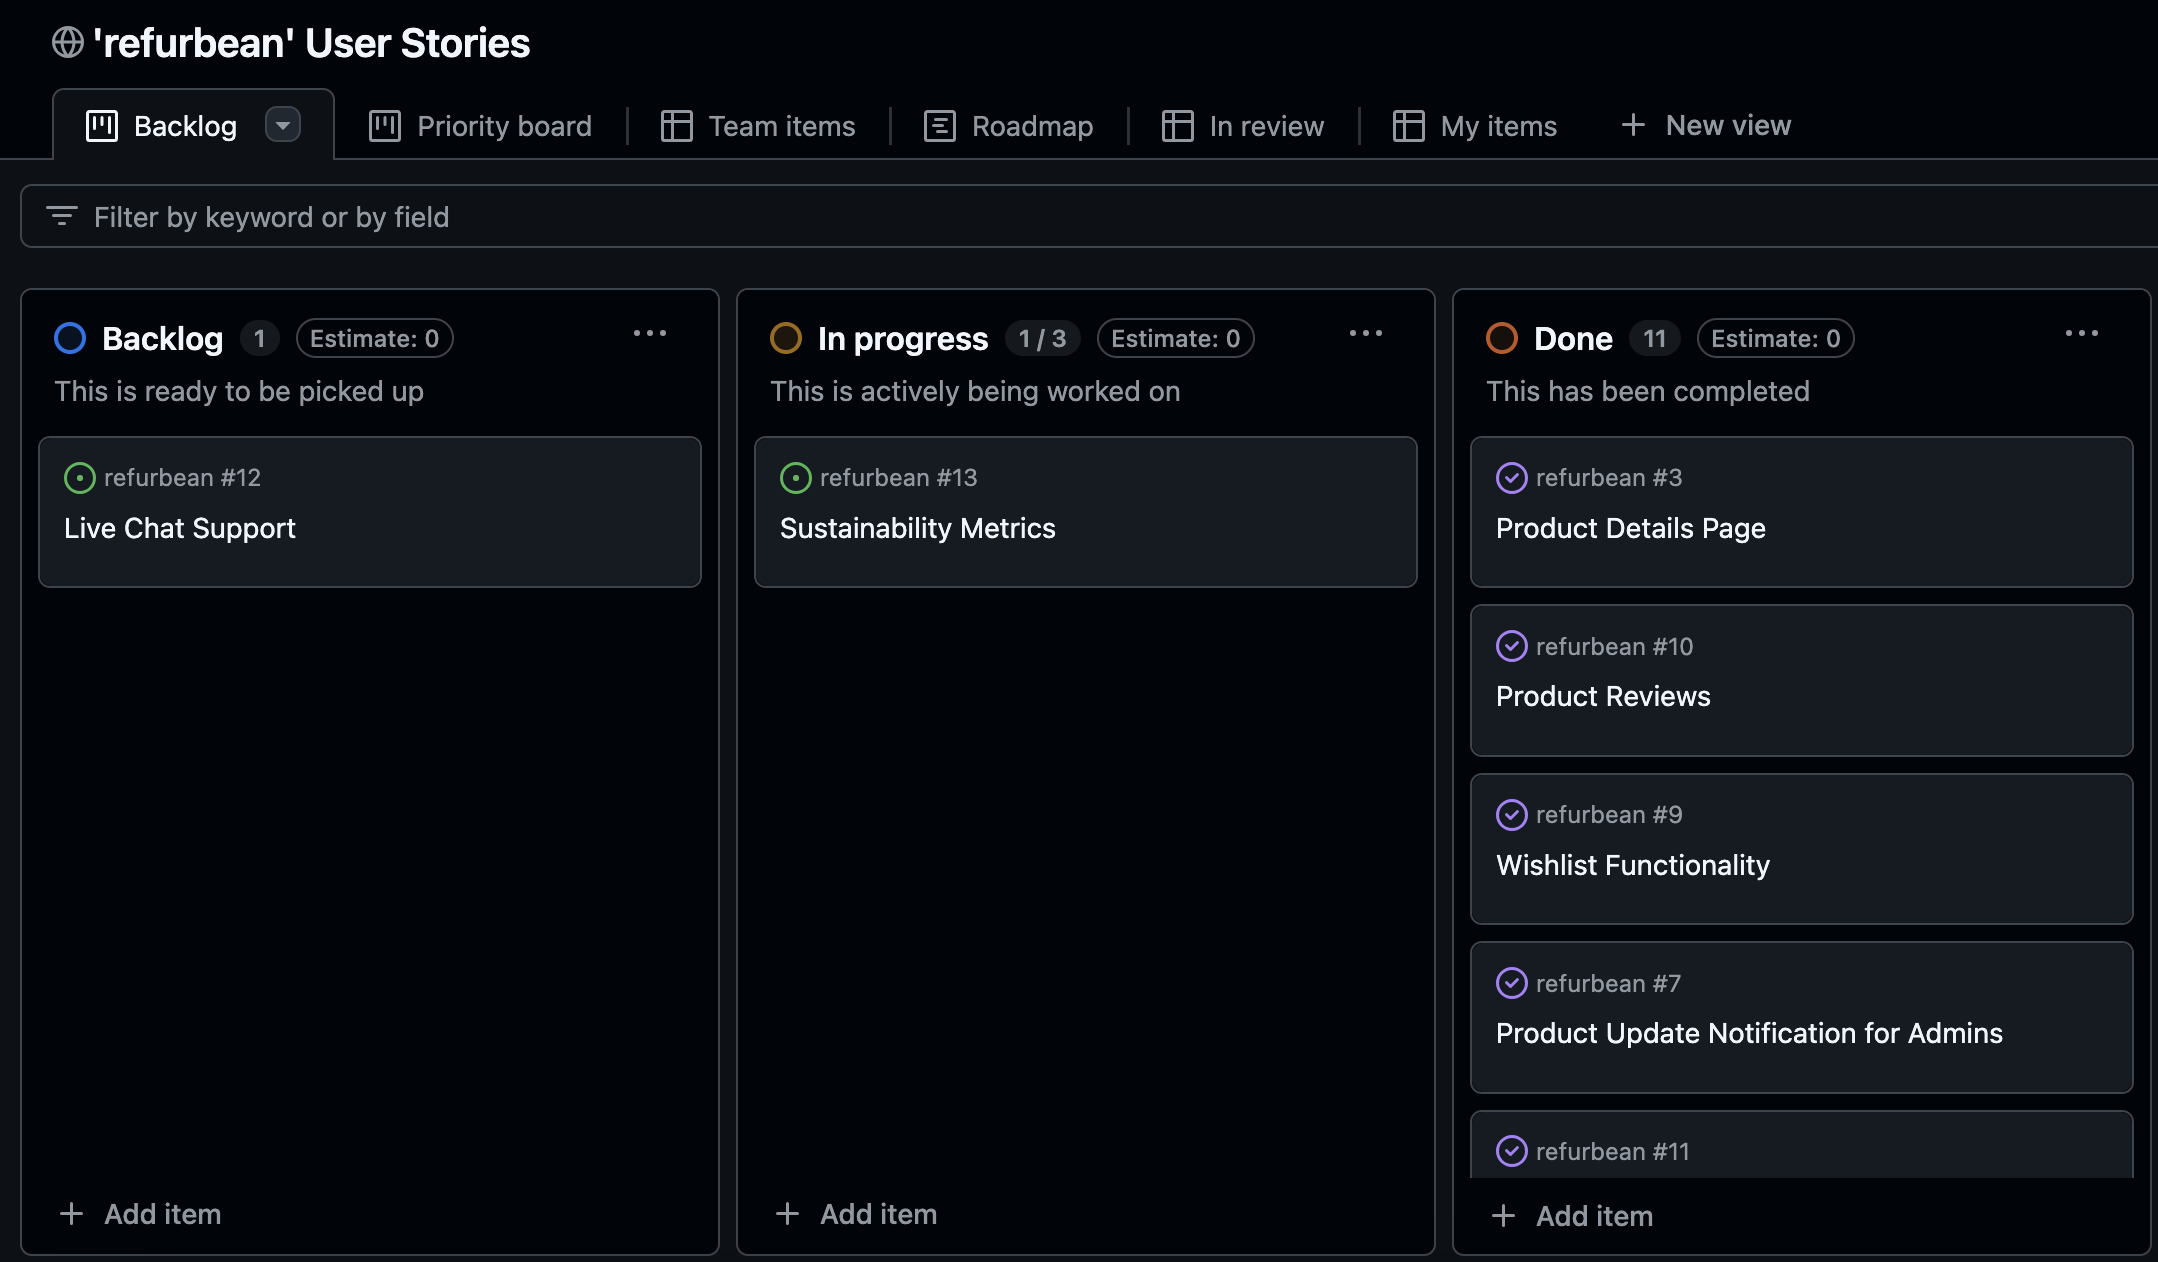 'refurbean' User Stories
Backlog
Priority board
Team items
Roadmap
In review
My items
New view
Filter by keyword or by field
Backlog 1 Estimate: 0
This is ready to be picked up
refurbean #12
Live Chat Support
Add item
In progress 1 / 3 Estimate: 0
This is actively being worked on
refurbean #13
Sustainability Metrics
Add item
Done 11 Estimate: 0
This has been completed
refurbean #3
Product Details Page
refurbean #10
Product Reviews
refurbean #9
Wishlist Functionality
refurbean #7
Product Update Notification for Admins
refurbean #11
Add item